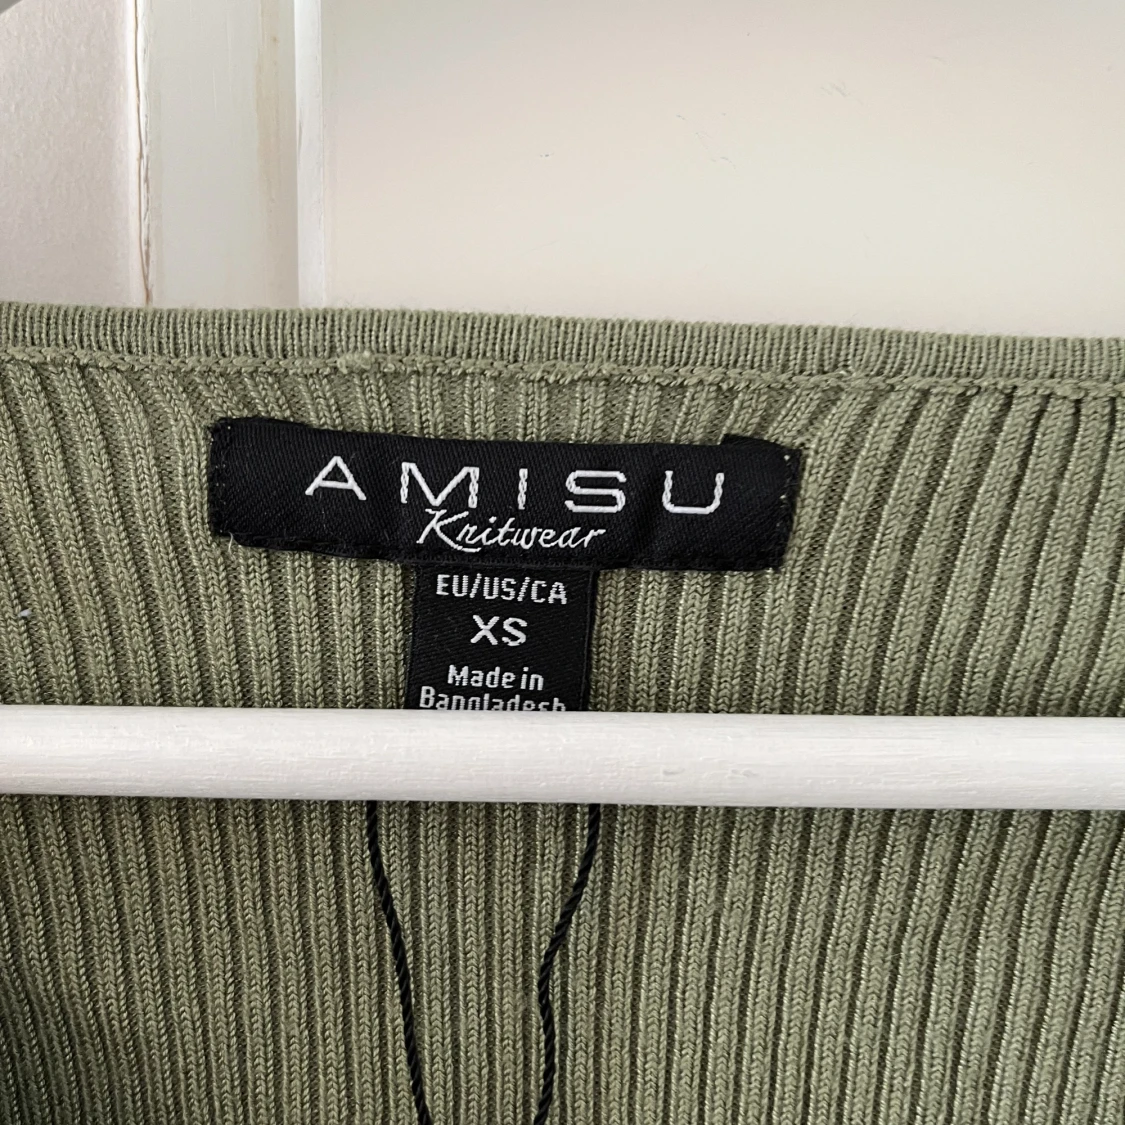 AMISU
Knitwear
EU/US/CA
XS
Made in
Bangladesh